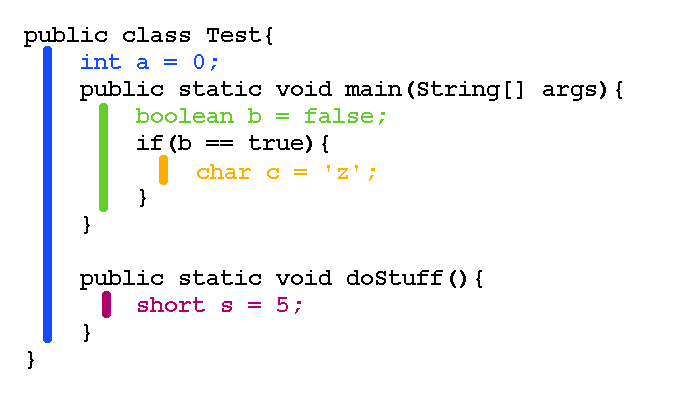 public class Test{
int a = 0;
public static void main(String[] args){
boolean b = false;
if(b == true){
char c = 'z';
}
}
public static void doStuff(){
short s = 5;
}
}